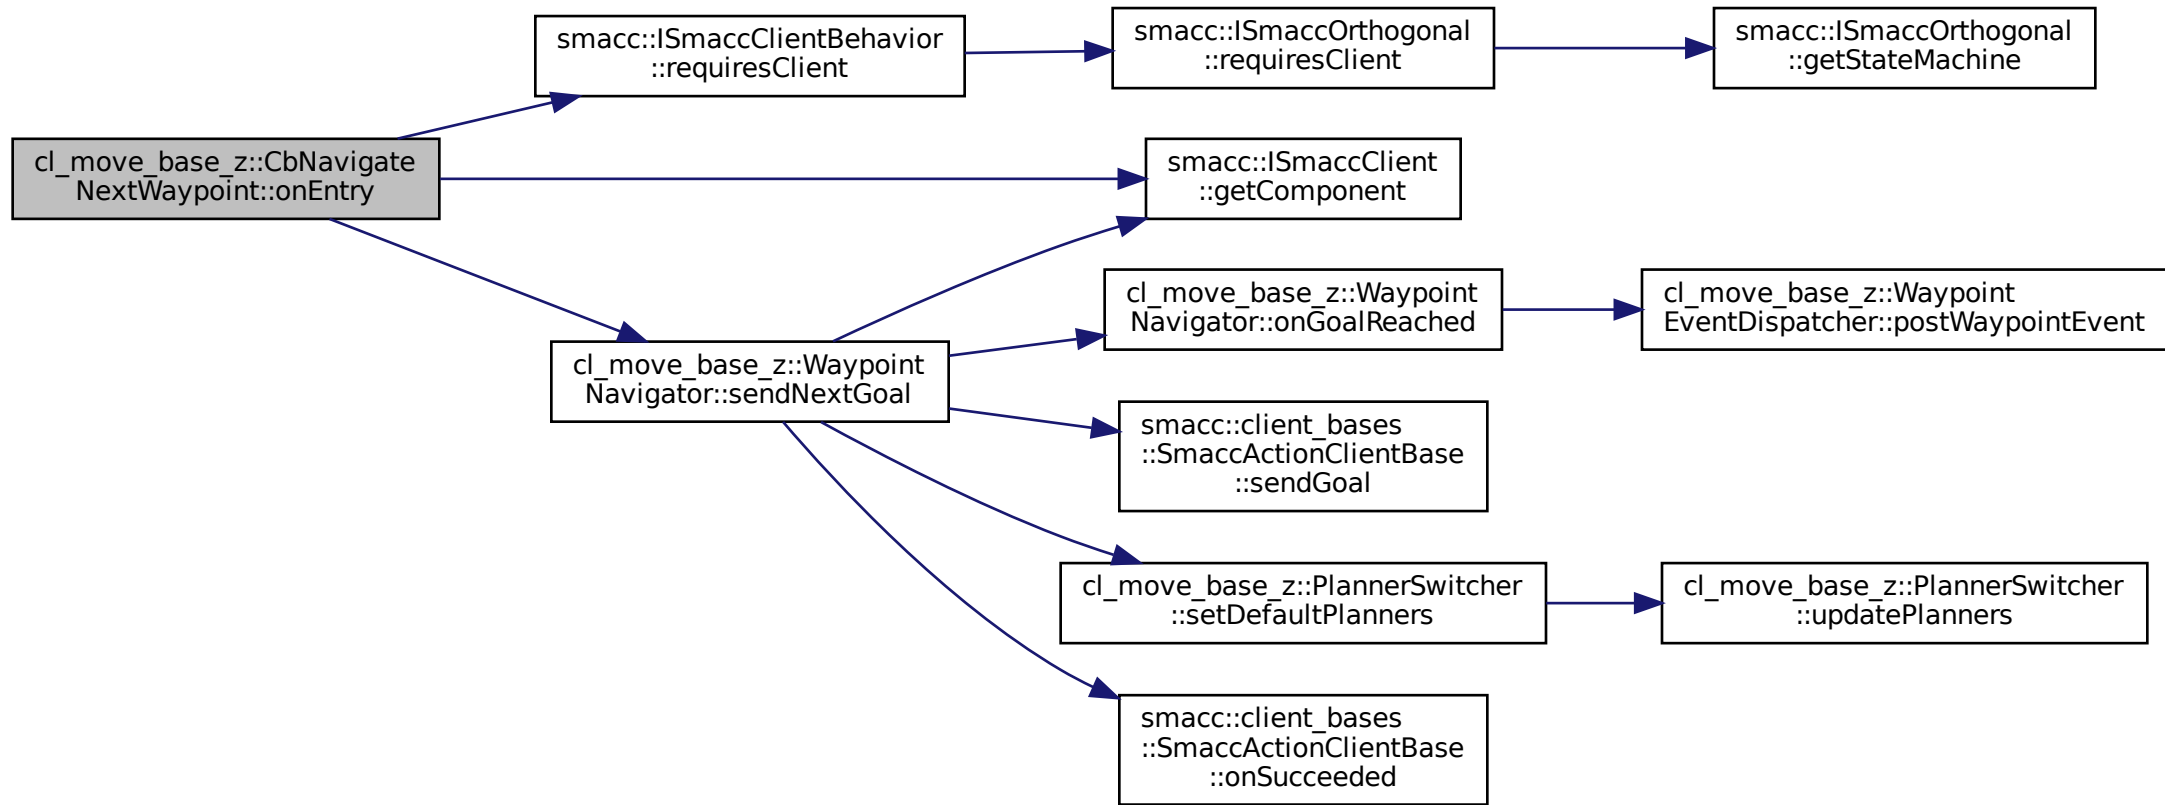 smacc::ISmaccClientBehavior
::requiresClient
smacc::ISmaccOrthogonal
::requiresClient
smacc::ISmaccOrthogonal
::getStateMachine
cl_move_base_z::CbNavigate
NextWaypoint::onEntry
smacc::ISmaccClient
::getComponent
cl_move_base_z::Waypoint
Navigator::onGoalReached
cl_move_base_z::Waypoint
EventDispatcher::postWaypointEvent
cl_move_base_z::Waypoint
Navigator::sendNextGoal
smacc::client_bases
::SmaccActionClientBase
::sendGoal
cl_move_base_z::PlannerSwitcher
::setDefaultPlanners
cl_move_base_z::PlannerSwitcher
::updatePlanners
smacc::client_bases
::SmaccActionClientBase
::onSucceeded